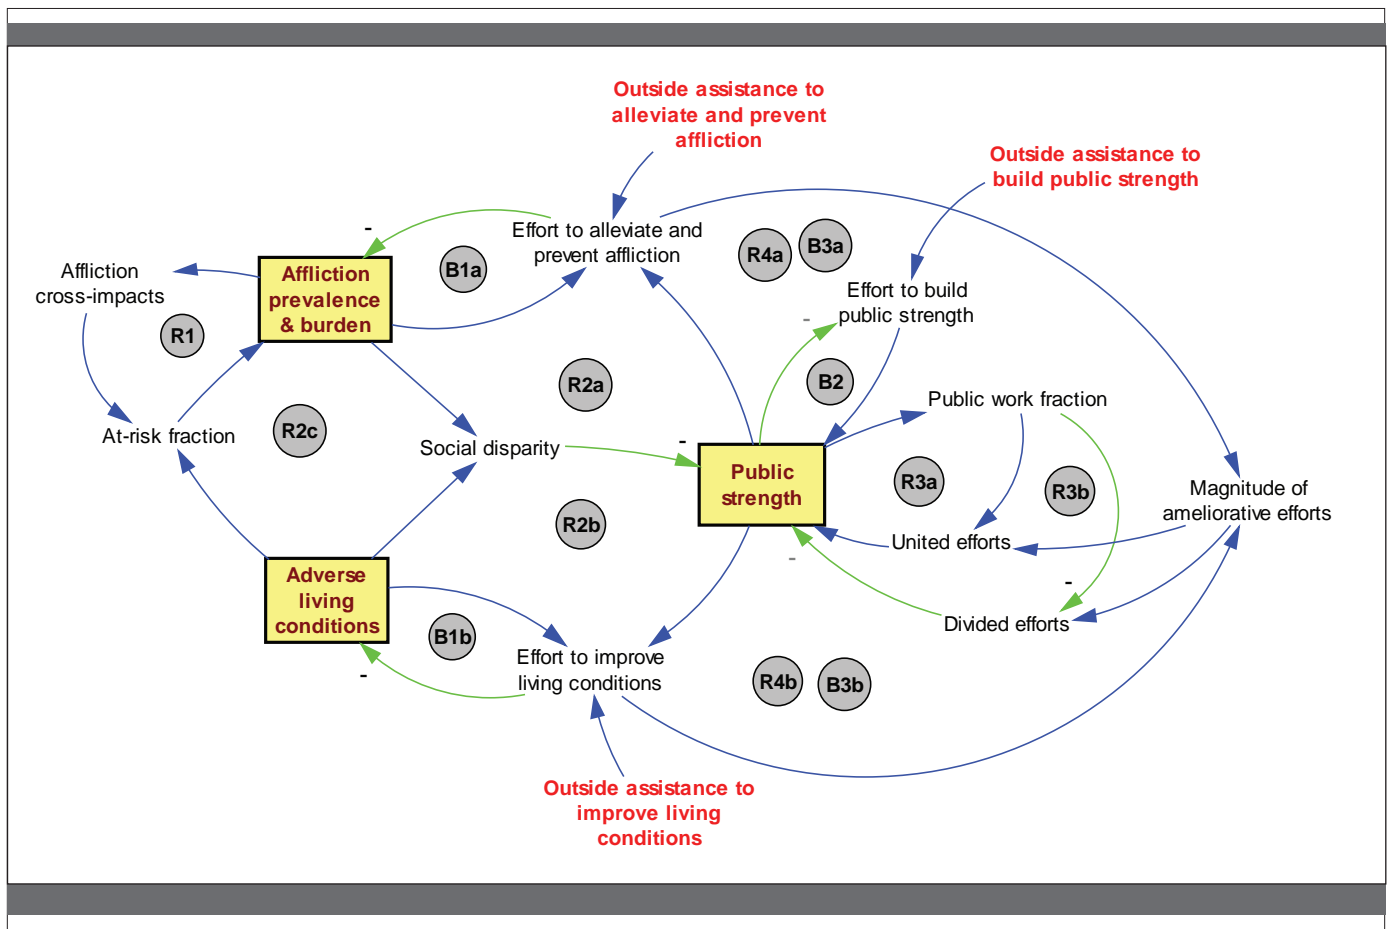 Outside assistance to
alleviate and prevent
affliction
Outside assistance to
build public strength
-
Effort to alleviate and
prevent affliction
R4a
B3a
B1a
Affliction
cross-impacts
Affliction
prevalence
& burden
Effort to build
public strength
-
R1
R2a
B2
Public work fraction
R2c
At-risk fraction
Social disparity
-
Public
strength
R3a
R3b
Magnitude of
ameliorative efforts
R2b
United efforts
-
Adverse
living
conditions
-
Divided efforts
B1b
-
Effort to improve
living conditions
R4b
B3b
Outside assistance to
improve living
conditions